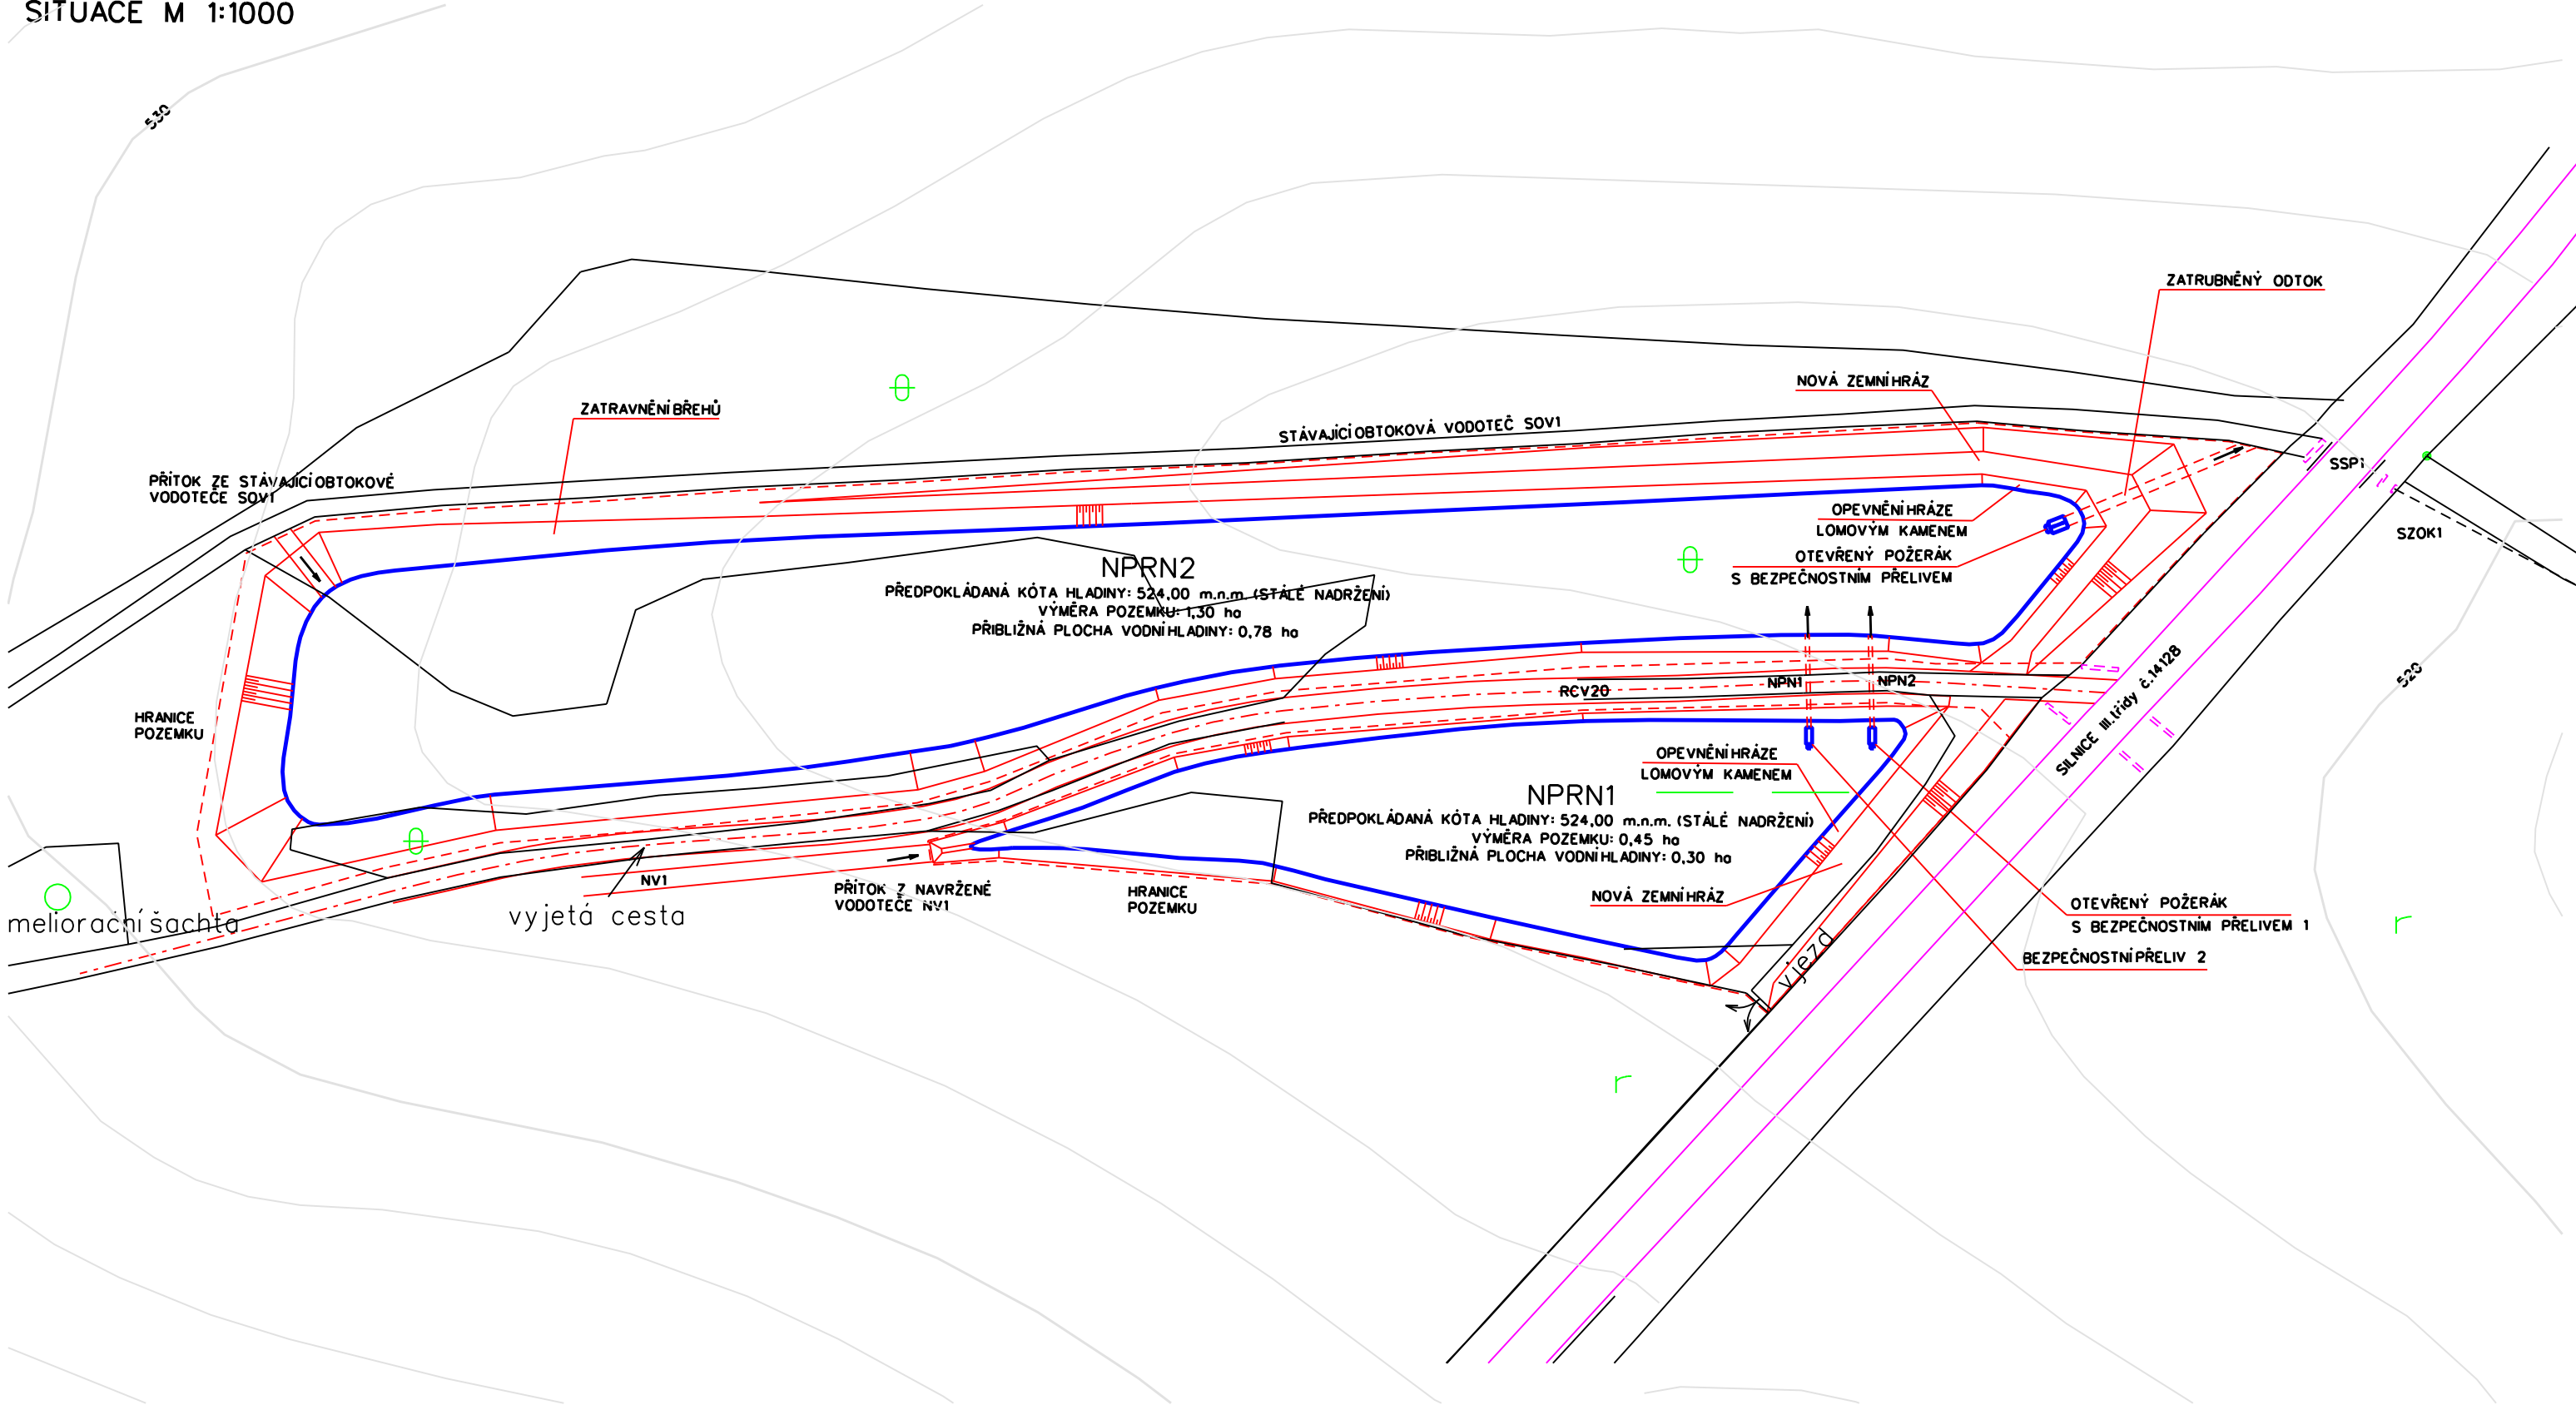 SITUACE M 1:1000
530
ZATRUBNĚNÝ ODTOK
NOVÁ ZEMNÍ HRÁZ
ZATRAVNĚNÍ BŘEHŮ
STÁVAJÍCÍ OBTOKOVÁ VODOTEČ SOV1
SSP1
PŘÍTOK ZE STÁVAJÍCÍ OBTOKOVÉ
VODOTEČE SOV1
OPEVNĚNÍ HRÁZE
LOMOVÝM KAMENEM
SZOK1
OTEVŘENÝ POŽERÁK
S BEZPEČNOSTNÍM PŘELIVEM
NPRN2
PŘEDPOKLÁDANÁ KÓTA HLADINY: 524,00 m.n.m. (STÁLÉ NADRŽENÍ)
VÝMĚRA POZEMKU: 1,30 ha
PŘIBLIŽNÁ PLOCHA VODNÍ HLADINY: 0,78 ha
RCV20
NPN1
NPN2
SILNICE III.třídy č.14128
520
HRANICE
POZEMKU
OPEVNĚNÍ HRÁZE
LOMOVÝM KAMENEM
NPRN1
PŘEDPOKLÁDANÁ KÓTA HLADINY: 524,00 m.n.m. (STÁLÉ NADRŽENÍ)
VÝMĚRA POZEMKU: 0,45 ha
PŘIBLIŽNÁ PLOCHA VODNÍ HLADINY: 0,30 ha
NV1
PŘÍTOK Z NAVRŽENÉ
VODOTEČE NV1
HRANICE
POZEMKU
NOVÁ ZEMNÍ HRÁZ
OTEVŘENÝ POŽERÁK
S BEZPEČNOSTNÍM PŘELIVEM 1
meliorační šachta
vyjetá cesta
vjezd
BEZPEČNOSTNÍ PŘELIV 2
r
r